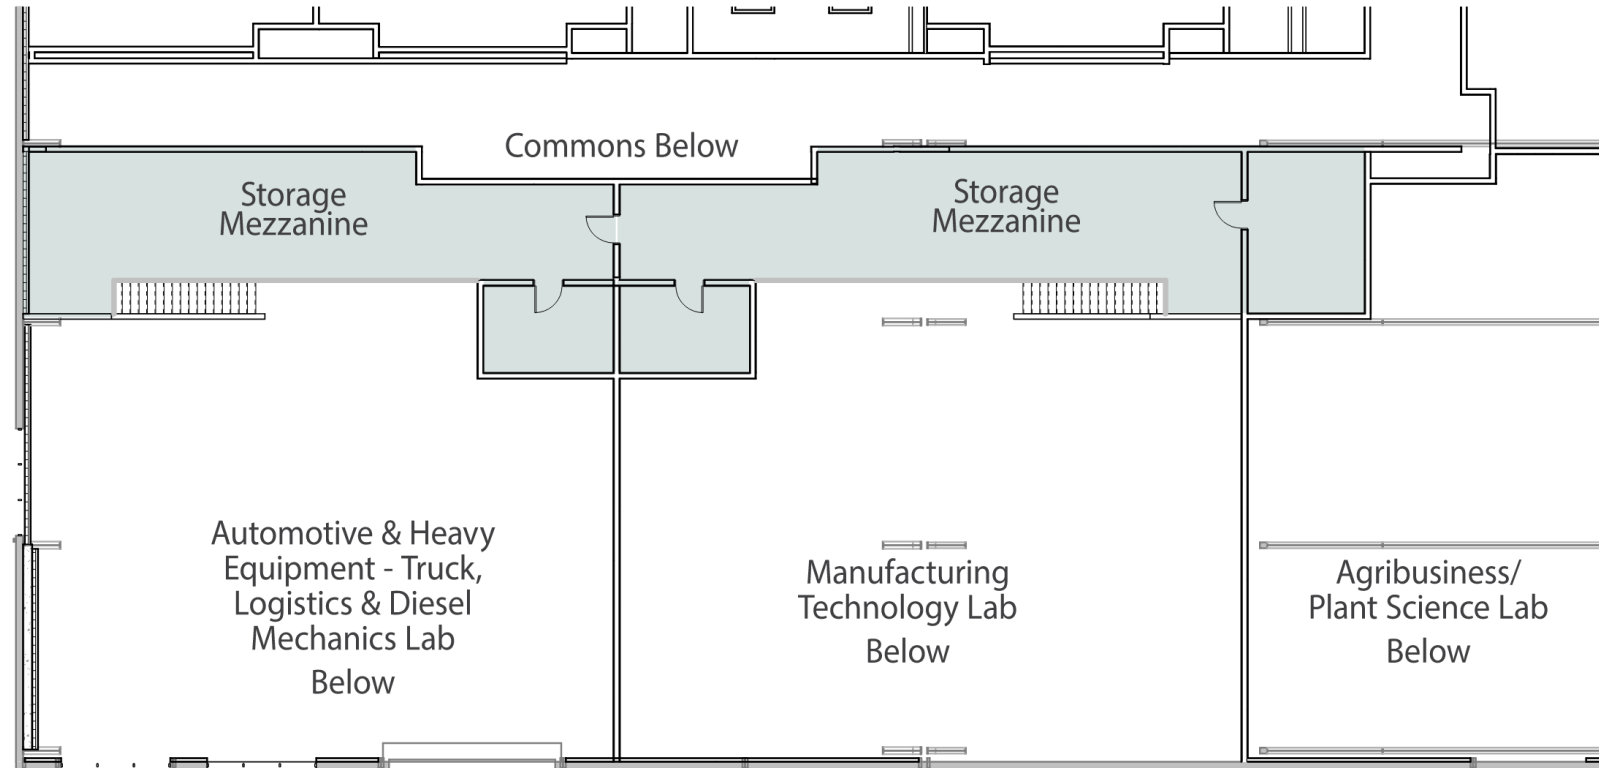 Commons Below
Storage
Mezzanine
Storage
Mezzanine
Automotive & Heavy
Equipment - Truck,
Logistics & Diesel
Mechanics Lab
Below
Manufacturing
Technology Lab
Below
Agribusiness/
Plant Science Lab
Below